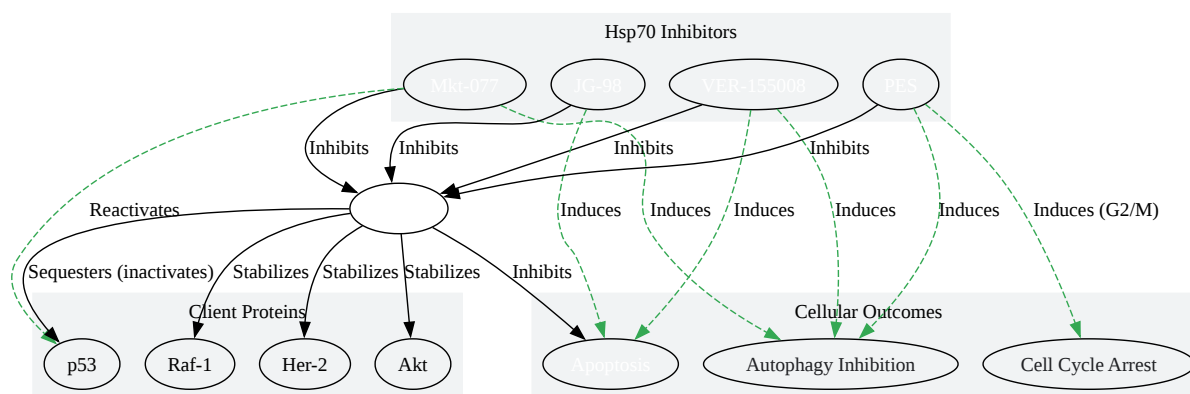 Hsp70 Inhibitors
Mkt-077
JG-98
VER-155008
PES
Inhibits
Inhibits
Inhibits
Inhibits
Reactivates
Induces
Induces
Induces
Induces
Induces
Induces (G2/M)
Sequesters (inactivates)
Stabilizes
Stabilizes
Stabilizes
Inhibits
Client Proteins
Cellular Outcomes
p53
Raf-1
Her-2
Akt
Apoptosis
Autophagy Inhibition
Cell Cycle Arrest